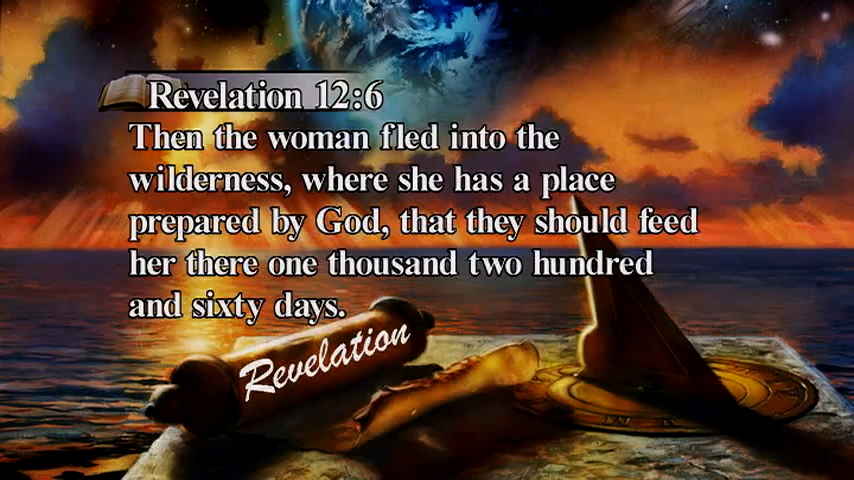 Revelation 12:6
Then the woman fled into the
wilderness, where she has a place
prepared by God, that they should feed
her there one thousand two hundred
and sixty days.
Revelation